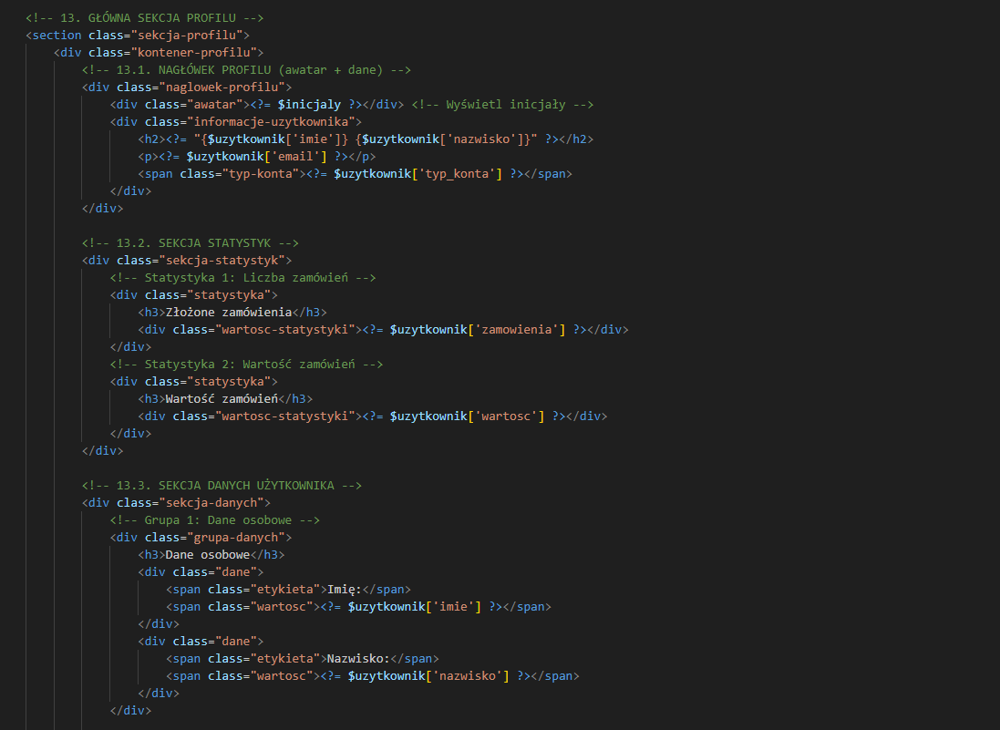 <!-- 13. GŁÓWNA SEKCJA PROFILU -->
<section class="sekcja-profilu">
<div class="kontener-profilu">
<!-- 13.1. NAGŁÓWEK PROFILU (awatar + dane) -->
<div class="naglowek-profilu">
<div class="awatar"><?= $inicjaly ?></div> <!-- Wyświetl inicjały -->
<div class="informacje-uzytkownika">
<h2><?= "{$uzytkownik['imie']} {$uzytkownik['nazwisko']}" ?></h2>
<p><?= $uzytkownik['email'] ?></p>
<span class="typ-konta"><?= $uzytkownik['typ_konta'] ?></span>
</div>
</div>
<!-- 13.2. SEKCJA STATYSTYK -->
<div class="sekcja-statystyk">
<!-- Statystyka 1: Liczba zamówień -->
<div class="statystyka">
<h3>Złożone zamówienia</h3>
<div class="wartosc-statystyki"><?= $uzytkownik['zamowienia'] ?></div>
</div>
<!-- Statystyka 2: Wartość zamówień -->
<div class="statystyka">
<h3>Wartość zamówień</h3>
<div class="wartosc-statystyki"><?= $uzytkownik['wartosc'] ?></div>
</div>
</div>
<!-- 13.3. SEKCJA DANYCH UŻYTKOWNIKA -->
<div class="sekcja-danych">
<!-- Grupa 1: Dane osobowe -->
<div class="grupa-danych">
<h3>Dane osobowe</h3>
<div class="dane">
<span class="etykieta">Imię:</span>
<span class="wartosc"><?= $uzytkownik['imie'] ?></span>
</div>
<div class="dane">
<span class="etykieta">Nazwisko:</span>
<span class="wartosc"><?= $uzytkownik['nazwisko'] ?></span>
</div>
</div>